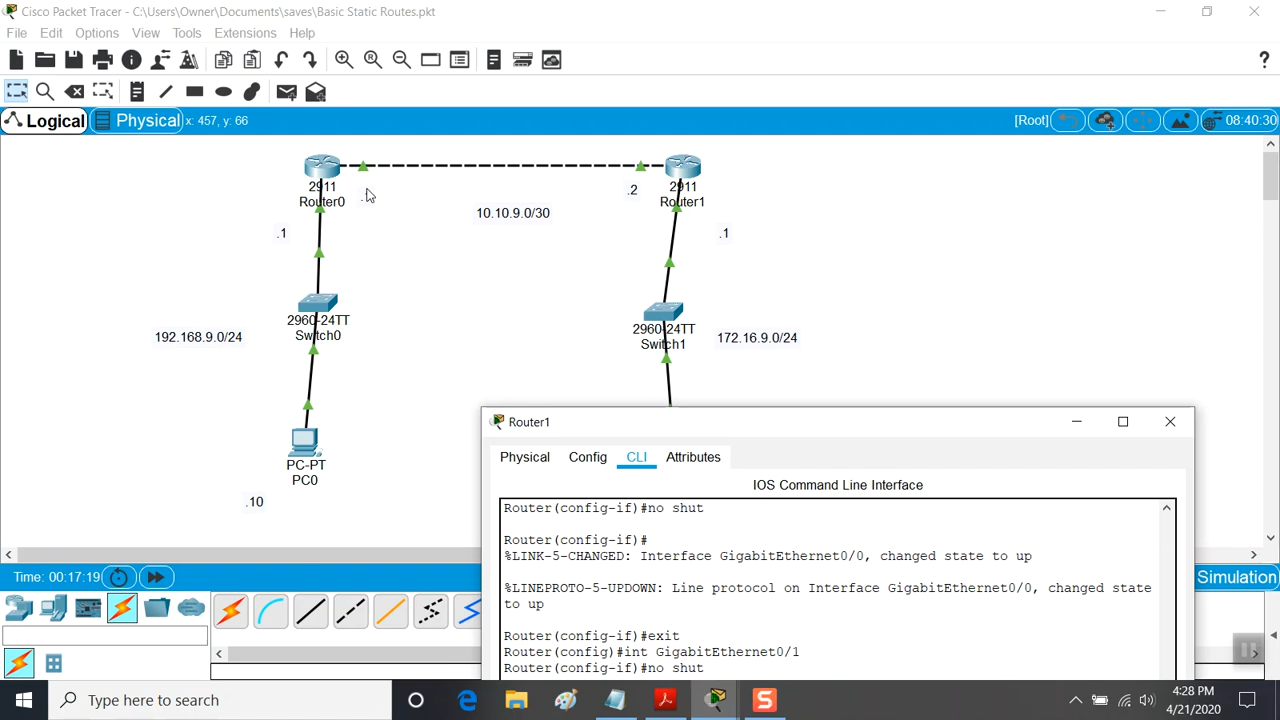 Cisco Packet Tracer - C:\Users\Owner\Documents\saves\Basic Static Routes.pkt
File Edit Options View Tools Extensions Help
?
Logical Physical x: 457, y: 66 [Root] 08:40:30
2911
Router0
2911
Router1
.2
10.10.9.0/30
.1
.1
2960-24TT
Switch0
2960-24TT
Switch1
192.168.9.0/24
172.16.9.0/24
PC-PT
PC0
.10
Router1
Physical Config CLI Attributes
IOS Command Line Interface
Router(config-if)#no shut
Router(config-if)#
%LINK-5-CHANGED: Interface GigabitEthernet0/0, changed state to up
%LINEPROTO-5-UPDOWN: Line protocol on Interface GigabitEthernet0/0, changed state
to up
Router(config-if)#exit
Router(config)#int GigabitEthernet0/1
Router(config-if)#no shut
Time: 00:17:19
Simulation
Type here to search
4:28 PM
4/21/2020